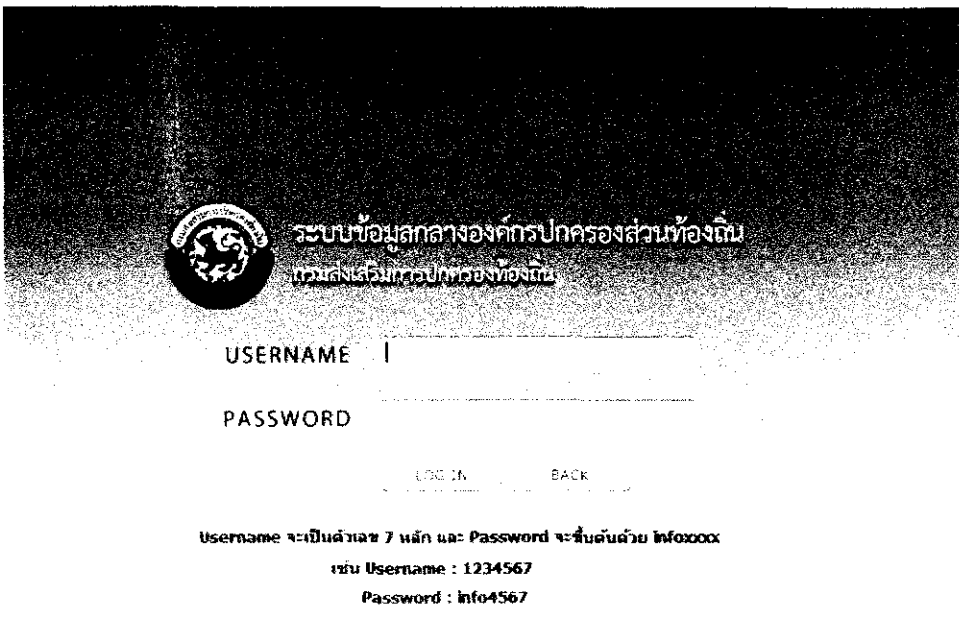 ระบบข้อมูลกลางองค์กรปกครองส่วนท้องถิ่น
กรมส่งเสริมการปกครองท้องถิ่น
USERNAME
PASSWORD
LOG IN BACK
Username จะเป็นตัวเลข 7 หลัก และ Password จะขึ้นต้นด้วย infoxxxx
เช่น Username : 1234567
Password : info4567